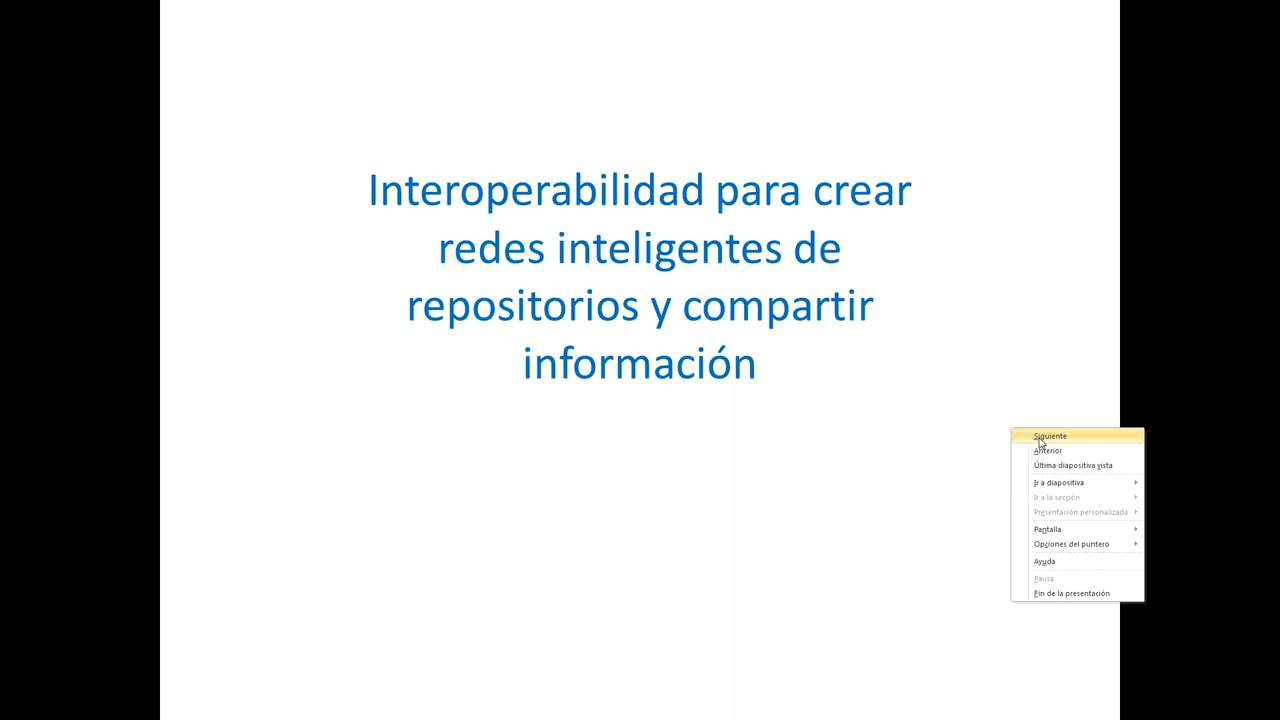 Interoperabilidad para crear
redes inteligentes de
repositorios y compartir
información
Siguiente
Anterior
Última diapositiva vista
Ir a diapositiva
Ir a la sección
Presentación personalizada
Pantalla
Opciones del puntero
Ayuda
Pausa
Fin de la presentación